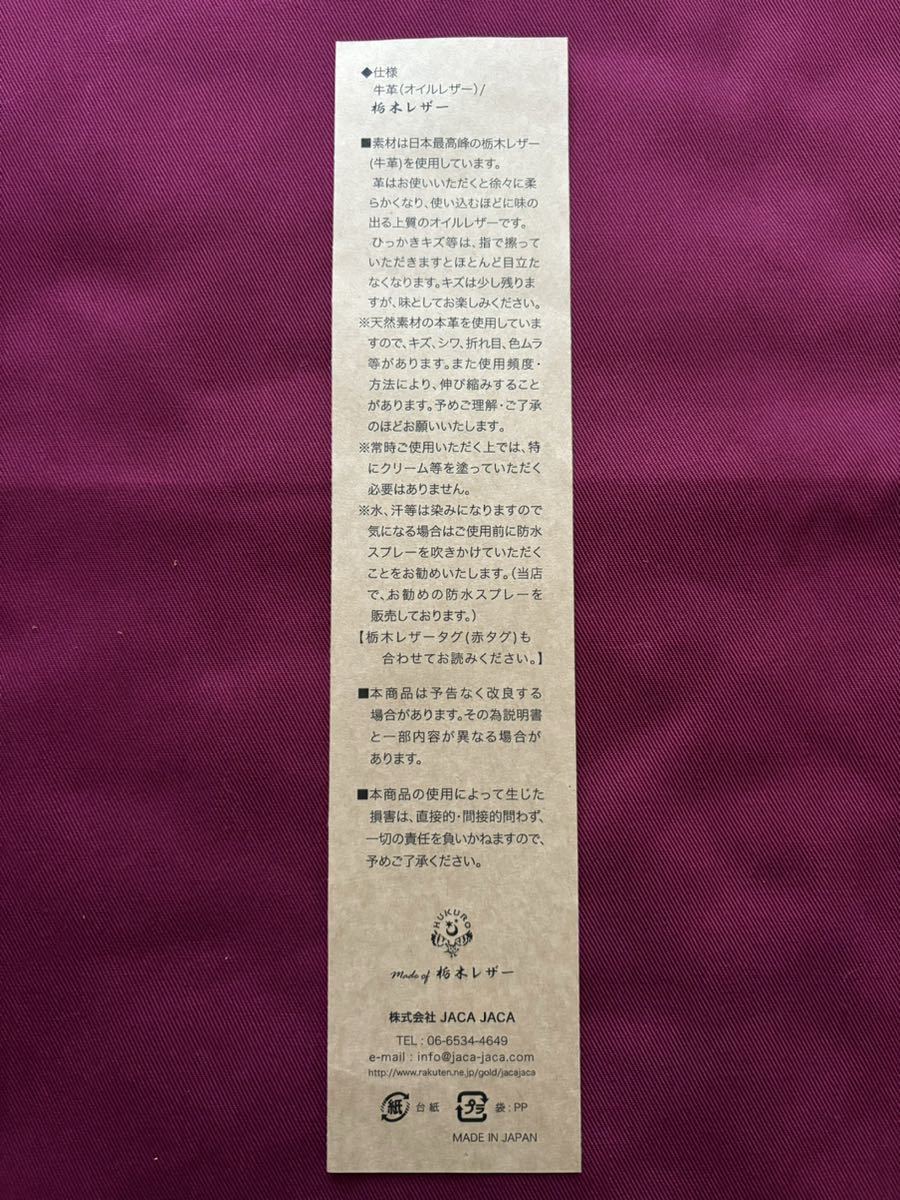 ◆仕様
牛革(オイルレザー)/
栃木レザー
■素材は日本最高峰の栃木レザー
(牛革)を使用しています。
革はお使いいただくと徐々に柔
らかくなり、使い込むほどに味の
出る上質のオイルレザーです。
ひっかきキズ等は、指で擦って
いただきますとほとんど目立た
なくなります。キズは少し残りま
すが、味としてお楽しみください。
※天然素材の本革を使用していま
すので、キズ、シワ、折れ目、色ムラ
等があります。また使用頻度・
方法により、伸び縮みすること
があります。予めご理解・ご了承
のほどお願いいたします。
※常時ご使用いただく上では、特
にクリーム等を塗っていただく
必要はありません。
※水、汗等は染みになりますので
気になる場合はご使用前に防水
スプレーを吹きかけていただく
ことをお勧めいたします。(当店
で、お勧めの防水スプレーを
販売しております。)
【栃木レザータグ(赤タグ)も
合わせてお読みください。】
■本商品は予告なく改良する
場合があります。その為説明書
と一部内容が異なる場合が
あります。
■本商品の使用によって生じた
損害は、直接的・間接的問わず、
一切の責任を負いかねますので、
予めご了承ください。
HUKURO
Made of 栃木レザー
株式会社 JACA JACA
TEL : 06-6534-4649
e-mail : info@jaca-jaca.com
http://www.rakuten.ne.jp/gold/jacajaca
紙 台紙 プラ 袋:PP
MADE IN JAPAN